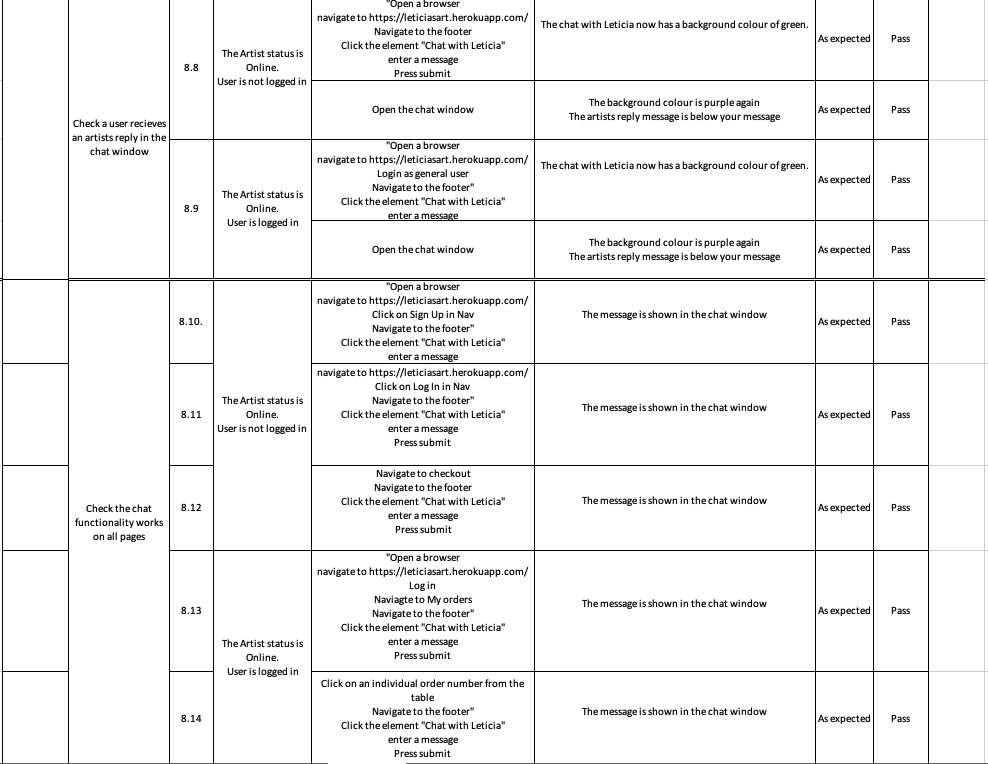 Check a user recieves
an artists reply in the
chat window
8.8
The Artist status is
Online.
User is not logged in
"Open a browser
navigate to https://leticiasart.herokuapp.com/
Navigate to the footer
Click the element "Chat with Leticia"
enter a message
Press submit
The chat with Leticia now has a background colour of green.
As expected
Pass
Open the chat window
The background colour is purple again
The artists reply message is below your message
As expected
Pass
8.9
The Artist status is
Online.
User is logged in
"Open a browser
navigate to https://leticiasart.herokuapp.com/
Login as general user
Navigate to the footer"
Click the element "Chat with Leticia"
enter a message
The chat with Leticia now has a background colour of green.
As expected
Pass
Open the chat window
The background colour is purple again
The artists reply message is below your message
As expected
Pass
Check the chat
functionality works
on all pages
8.10.
The Artist status is
Online.
User is not logged in
"Open a browser
navigate to https://leticiasart.herokuapp.com/
Click on Sign Up in Nav
Navigate to the footer"
Click the element "Chat with Leticia"
enter a message
The message is shown in the chat window
As expected
Pass
8.11
navigate to https://leticiasart.herokuapp.com/
Click on Log In in Nav
Navigate to the footer"
Click the element "Chat with Leticia"
enter a message
Press submit
The message is shown in the chat window
As expected
Pass
8.12
Navigate to checkout
Navigate to the footer
Click the element "Chat with Leticia"
enter a message
Press submit
The message is shown in the chat window
As expected
Pass
8.13
The Artist status is
Online.
User is logged in
"Open a browser
navigate to https://leticiasart.herokuapp.com/
Log in
Naviagte to My orders
Navigate to the footer"
Click the element "Chat with Leticia"
enter a message
Press submit
The message is shown in the chat window
As expected
Pass
8.14
Click on an individual order number from the
table
Navigate to the footer"
Click the element "Chat with Leticia"
enter a message
Press submit
The message is shown in the chat window
As expected
Pass